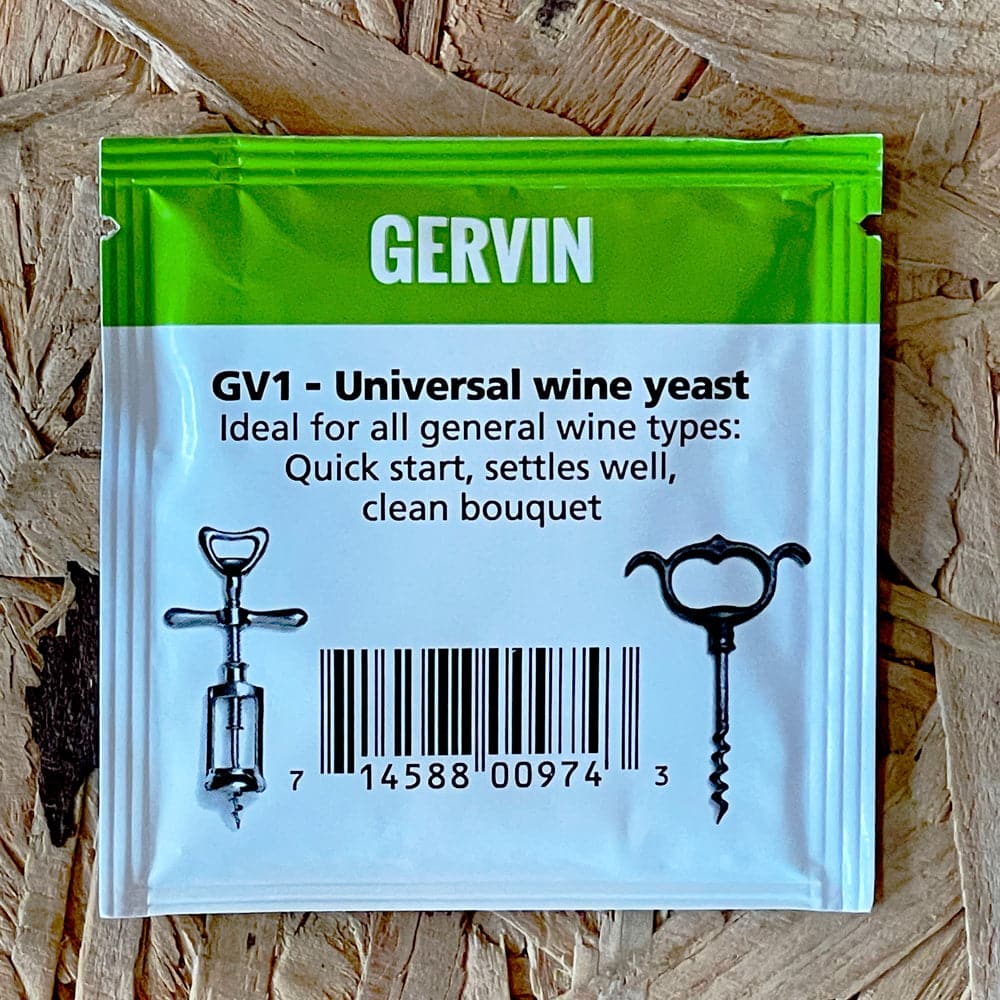 GERVIN
GV1 - Universal wine yeast
Ideal for all general wine types:
Quick start, settles well,
clean bouquet
7 14588 00974 3